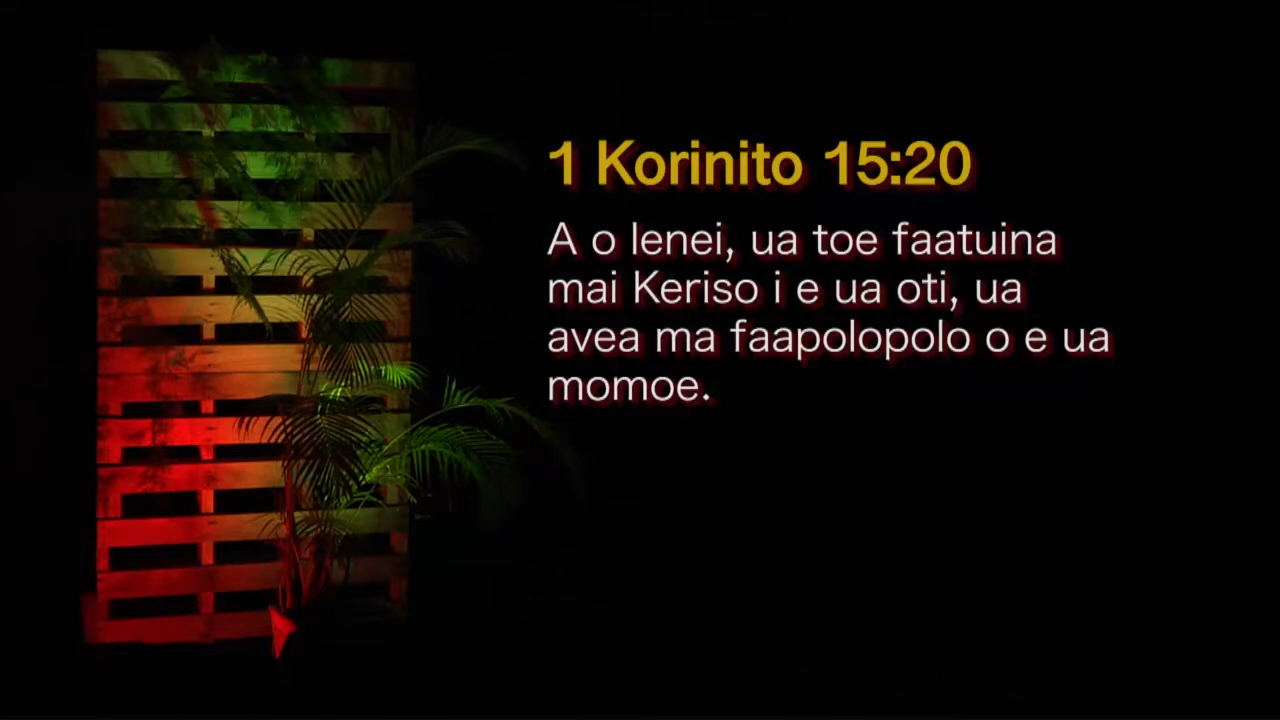 1 Korinito 15:20
A o lenei, ua toe faatuina
mai Keriso i e ua oti, ua
avea ma faapolopolo o e ua
momoe.